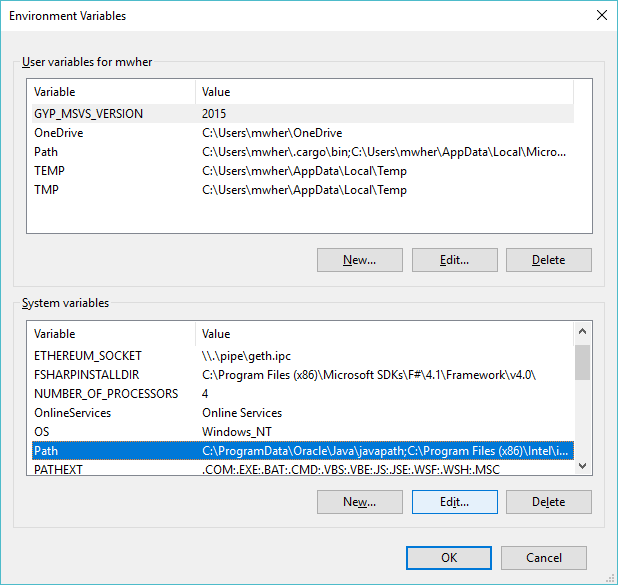 Environment Variables
User variables for mwher
Variable Value
GYP_MSVS_VERSION 2015
OneDrive C:\Users\mwher\OneDrive
Path C:\Users\mwher\.cargo\bin;C:\Users\mwher\AppData\Local\Micro...
TEMP C:\Users\mwher\AppData\Local\Temp
TMP C:\Users\mwher\AppData\Local\Temp
New... Edit... Delete
System variables
Variable Value
ETHEREUM_SOCKET \\.\pipe\geth.ipc
FSHARPINSTALLDIR C:\Program Files (x86)\Microsoft SDKs\F#\4.1\Framework\v4.0\
NUMBER_OF_PROCESSORS 4
OnlineServices Online Services
OS Windows_NT
Path C:\ProgramData\Oracle\Java\javapath;C:\Program Files (x86)\Intel\i...
PATHEXT .COM;.EXE;.BAT;.CMD;.VBS;.VBE;.JS;.JSE;.WSF;.WSH;.MSC
New... Edit... Delete
OK Cancel